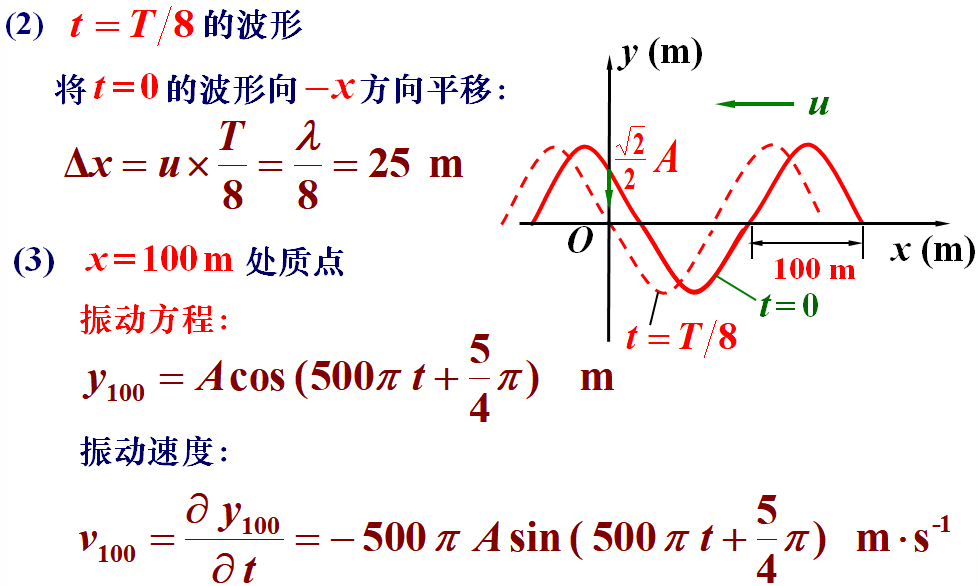 (2) t = T/8 的波形
将 t = 0 的波形向 −x 方向平移：
Δx = u × T/8 = λ/8 = 25 m
y (m)
u
√2/2 A
O
x (m)
100 m
t = 0
t = T/8
(3) x = 100 m 处质点
振动方程：
y₁₀₀ = A cos (500π t + 5/4 π) m
振动速度：
v₁₀₀ = ∂y₁₀₀/∂t = − 500 π A sin ( 500 π t + 5/4 π) m · s⁻¹